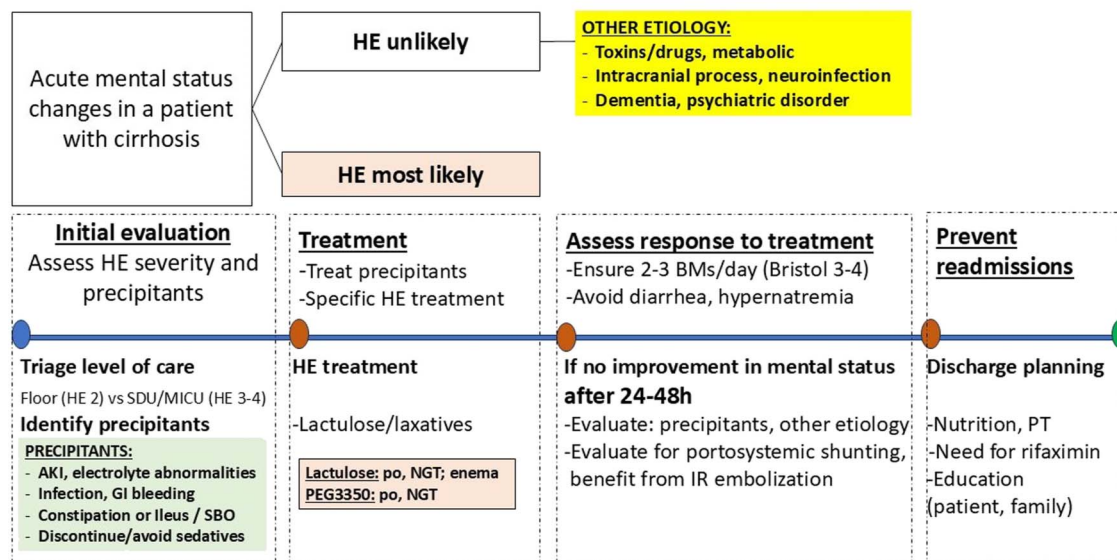 Acute mental status
changes in a patient
with cirrhosis
HE unlikely
OTHER ETIOLOGY:
- Toxins/drugs, metabolic
- Intracranial process, neuroinfection
- Dementia, psychiatric disorder
HE most likely
Initial evaluation
Assess HE severity and
precipitants
Triage level of care
Floor (HE 2) vs SDU/MICU (HE 3-4)
Identify precipitants
PRECIPITANTS:
- AKI, electrolyte abnormalities
- Infection, GI bleeding
- Constipation or Ileus / SBO
- Discontinue/avoid sedatives
Treatment
-Treat precipitants
-Specific HE treatment
HE treatment
-Lactulose/laxatives
Lactulose: po, NGT; enema
PEG3350: po, NGT
Assess response to treatment
-Ensure 2-3 BMs/day (Bristol 3-4)
-Avoid diarrhea, hypernatremia
If no improvement in mental status
after 24-48h
-Evaluate: precipitants, other etiology
-Evaluate for portosystemic shunting,
benefit from IR embolization
Prevent
readmissions
Discharge planning
-Nutrition, PT
-Need for rifaximin
-Education
(patient, family)